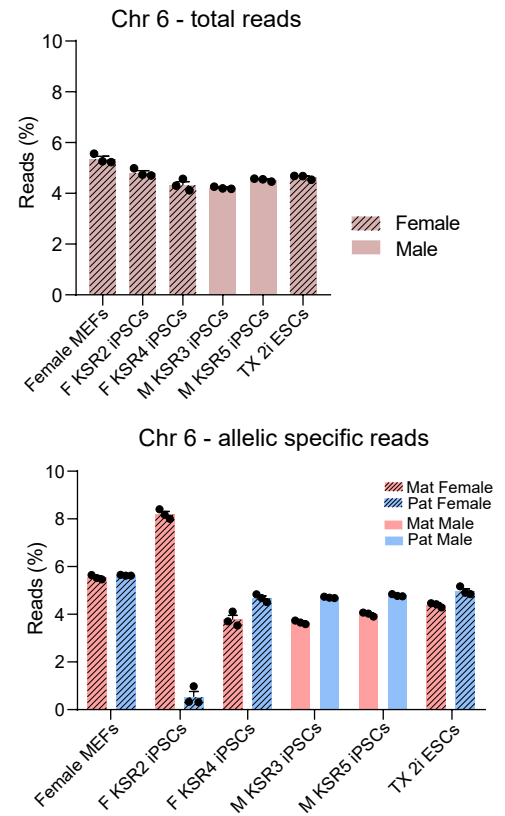 Chr 6 - total reads
10
8
6
4
2
0
Reads (%)
Female
Male
Female MEFs
F KSR2 iPSCs
F KSR4 iPSCs
M KSR3 iPSCs
M KSR5 iPSCs
TX 2i ESCs
Chr 6 - allelic specific reads
10
8
6
4
2
0
Reads (%)
Mat Female
Pat Female
Mat Male
Pat Male
Female MEFs
F KSR2 iPSCs
F KSR4 iPSCs
M KSR3 iPSCs
M KSR5 iPSCs
TX 2i ESCs